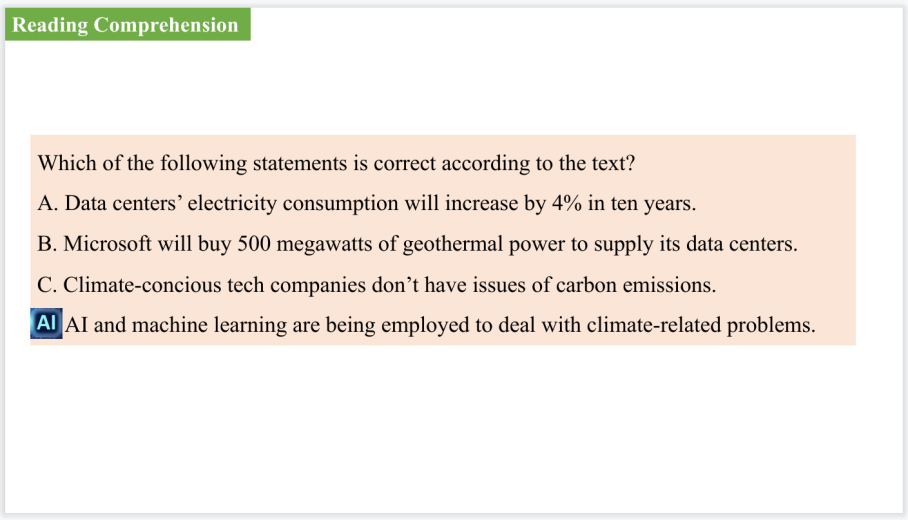 Reading Comprehension
Which of the following statements is correct according to the text?
A. Data centers’ electricity consumption will increase by 4% in ten years.
B. Microsoft will buy 500 megawatts of geothermal power to supply its data centers.
C. Climate-concious tech companies don’t have issues of carbon emissions.
AI AI and machine learning are being employed to deal with climate-related problems.